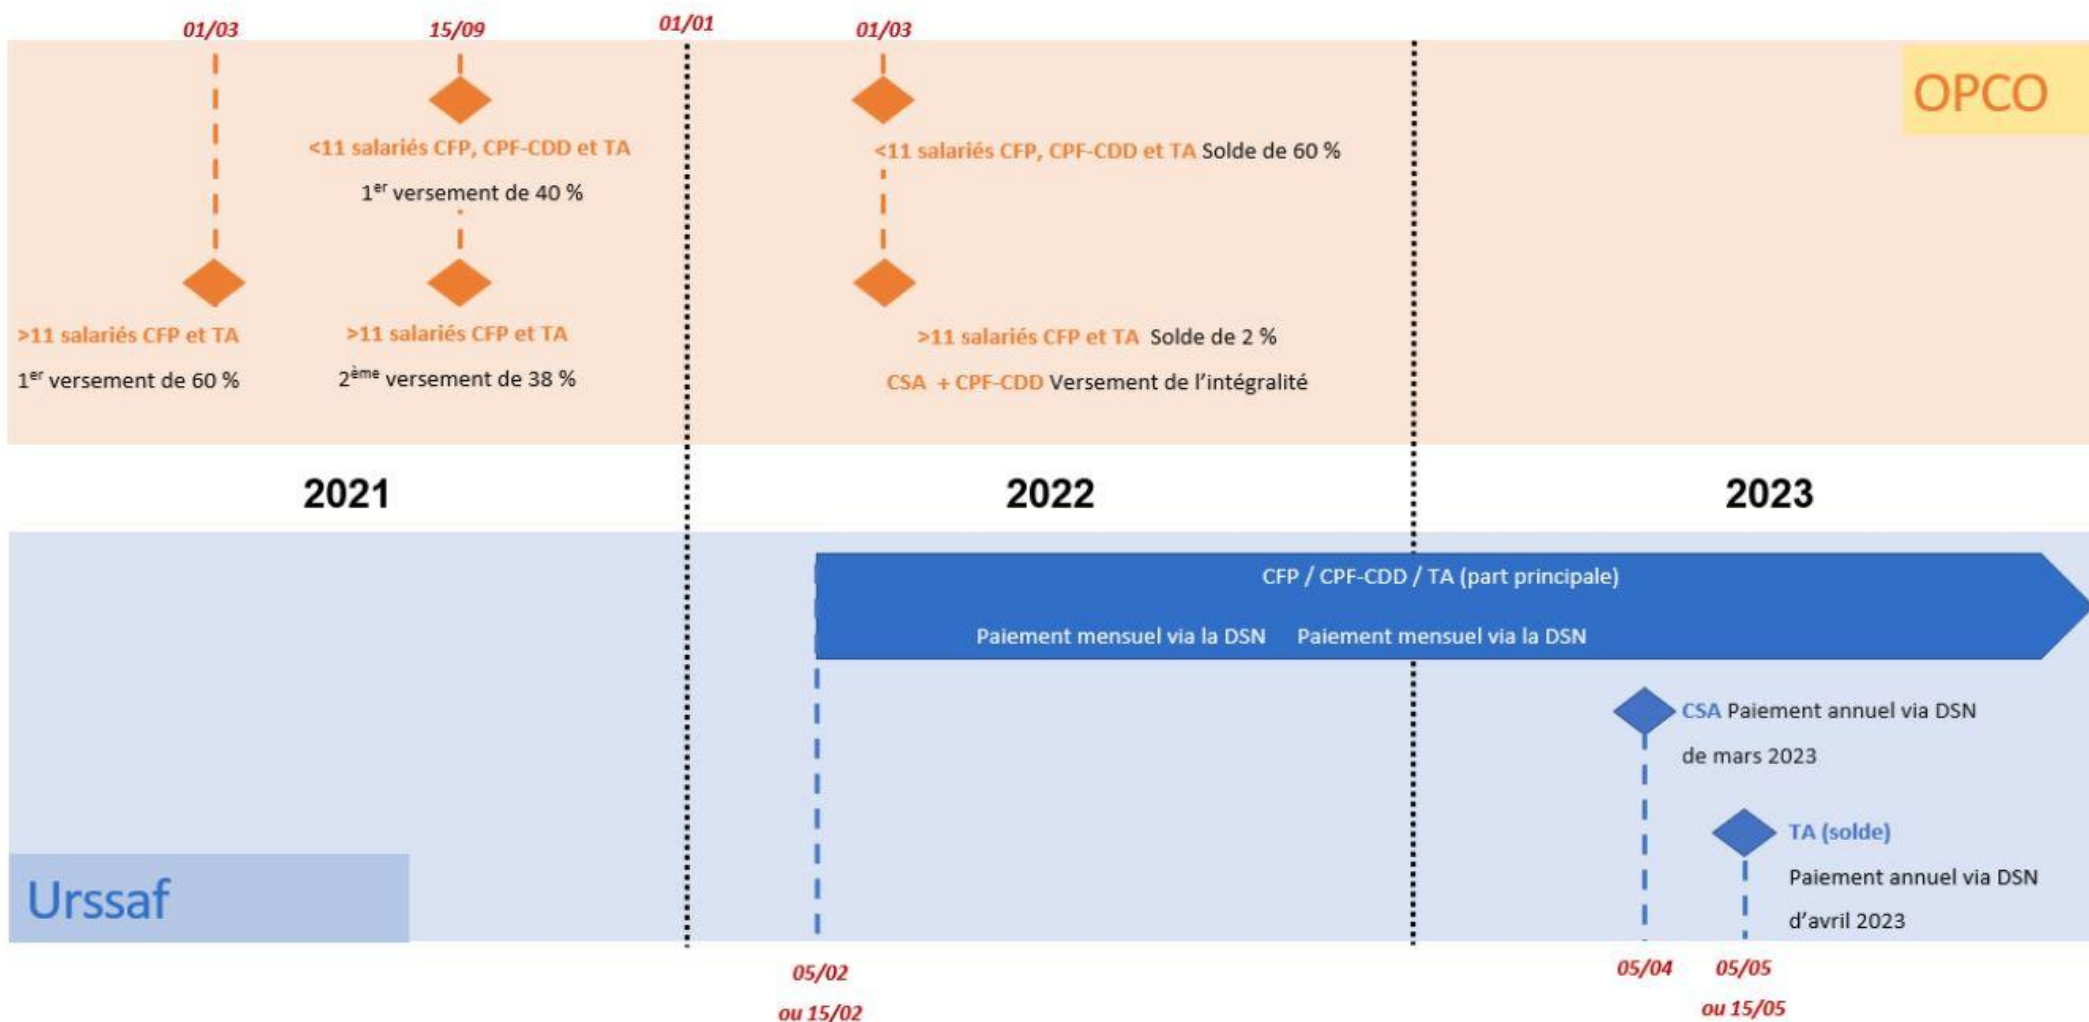 01/03
15/09
01/01
01/03
OPCO
<11 salariés CFP, CPF-CDD et TA
1er versement de 40 %
<11 salariés CFP, CPF-CDD et TA Solde de 60 %
>11 salariés CFP et TA
1er versement de 60 %
>11 salariés CFP et TA
2ème versement de 38 %
>11 salariés CFP et TA Solde de 2 %
CSA + CPF-CDD Versement de l'intégralité
2021
2022
2023
CFP / CPF-CDD / TA (part principale)
Paiement mensuel via la DSN Paiement mensuel via la DSN
CSA Paiement annuel via DSN
de mars 2023
TA (solde)
Paiement annuel via DSN
d'avril 2023
Urssaf
05/02
ou 15/02
05/04
05/05
ou 15/05